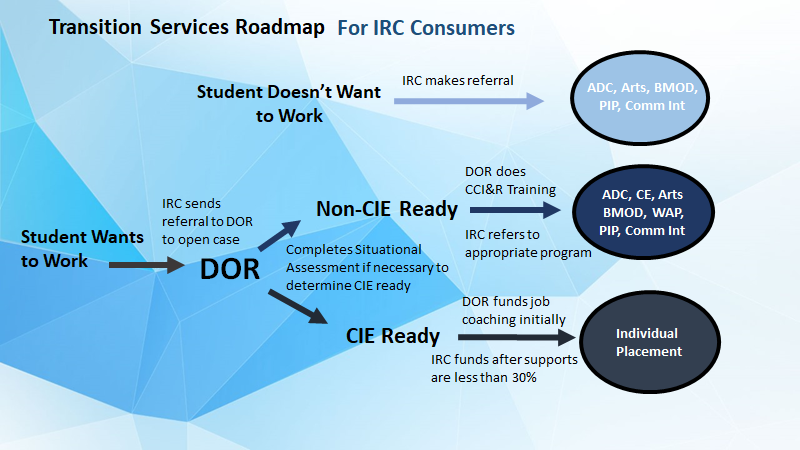 Transition Services Roadmap For IRC Consumers
Student Doesn’t Want
to Work
IRC makes referral
ADC, Arts, BMOD,
PIP, Comm Int
Student Wants
to Work
IRC sends
referral to DOR
to open case
DOR
Non-CIE Ready
DOR does
CCI&R Training
IRC refers to
appropriate program
ADC, CE, Arts
BMOD, WAP,
PIP, Comm Int
Completes Situational
Assessment if necessary to
determine CIE ready
CIE Ready
DOR funds job
coaching initially
IRC funds after supports
are less than 30%
Individual
Placement